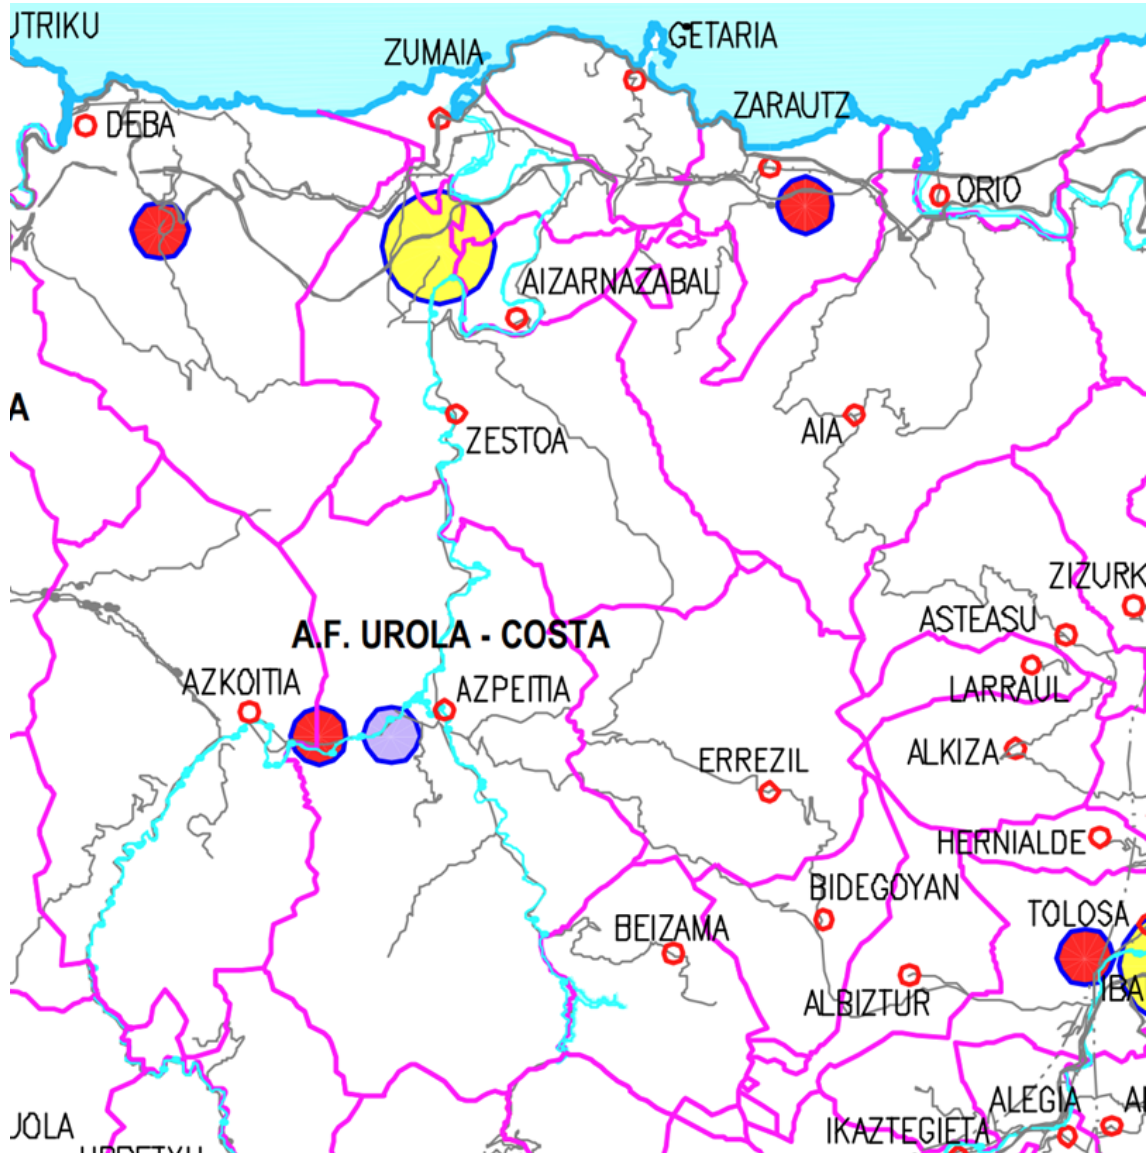 UTRIKU
GETARIA
ZUMAIA
ZARAUTZ
DEBA
ORIO
AIZARNAZABAL
A
ZESTOA
AIA
ZIZURK
ASTEASU
A.F. UROLA - COSTA
AZKOITIA
AZPEITIA
LARRAUL
ALKIZA
ERREZIL
HERNIALDE
BIDEGOYAN
TOLOSA
BEIZAMA
IBA
ALBIZTUR
ALEGIA
IKAZTEGIETA